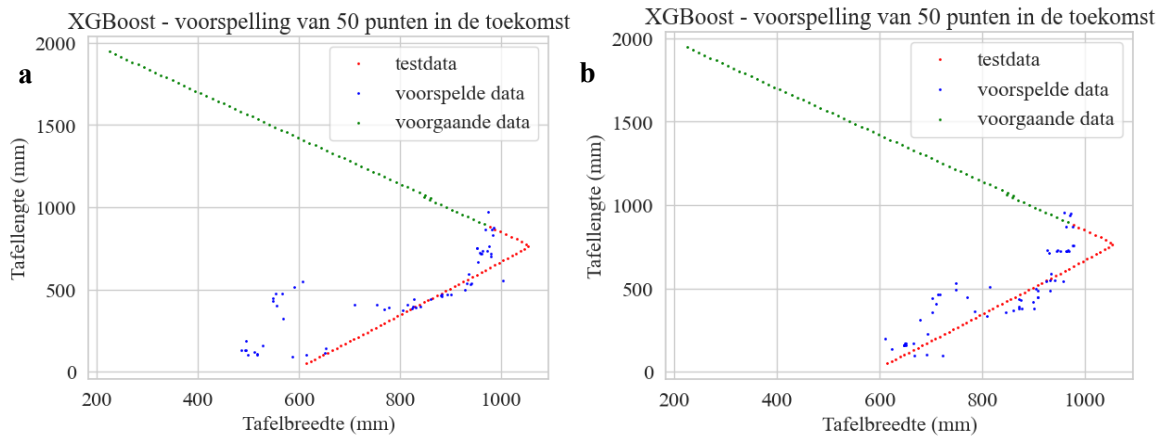 XGBoost - voorspelling van 50 punten in de toekomst
a
testdata
voorspelde data
voorgaande data
Tafellengte (mm)
2000
1500
1000
500
0
200
400
600
800
1000
Tafelbreedte (mm)
XGBoost - voorspelling van 50 punten in de toekomst
b
testdata
voorspelde data
voorgaande data
Tafellengte (mm)
2000
1500
1000
500
0
200
400
600
800
1000
Tafelbreedte (mm)